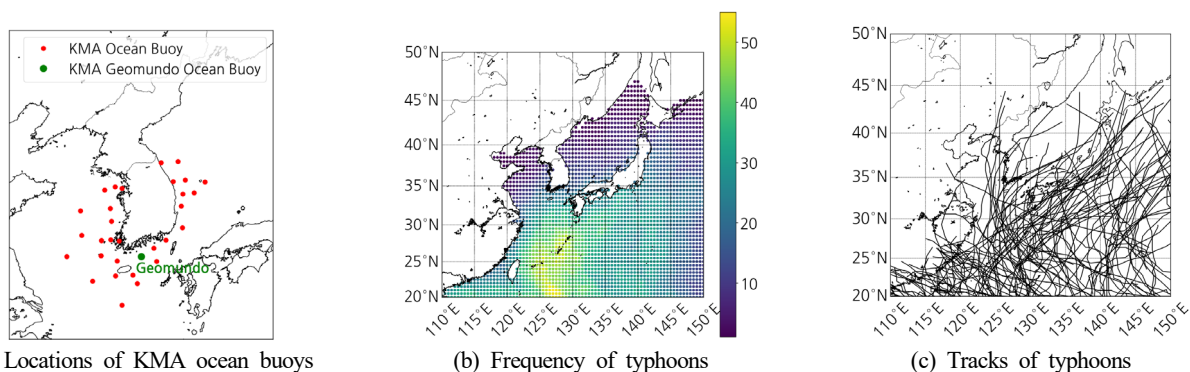 KMA Ocean Buoy
KMA Geomundo Ocean Buoy
Geomundo
Locations of KMA ocean buoys
50°N
45°N
40°N
35°N
30°N
25°N
20°N
110°E
115°E
120°E
125°E
130°E
135°E
140°E
145°E
150°E
50
40
30
20
10
(b) Frequency of typhoons
50°N
45°N
40°N
35°N
30°N
25°N
20°N
110°E
115°E
120°E
125°E
130°E
135°E
140°E
145°E
150°E
(c) Tracks of typhoons